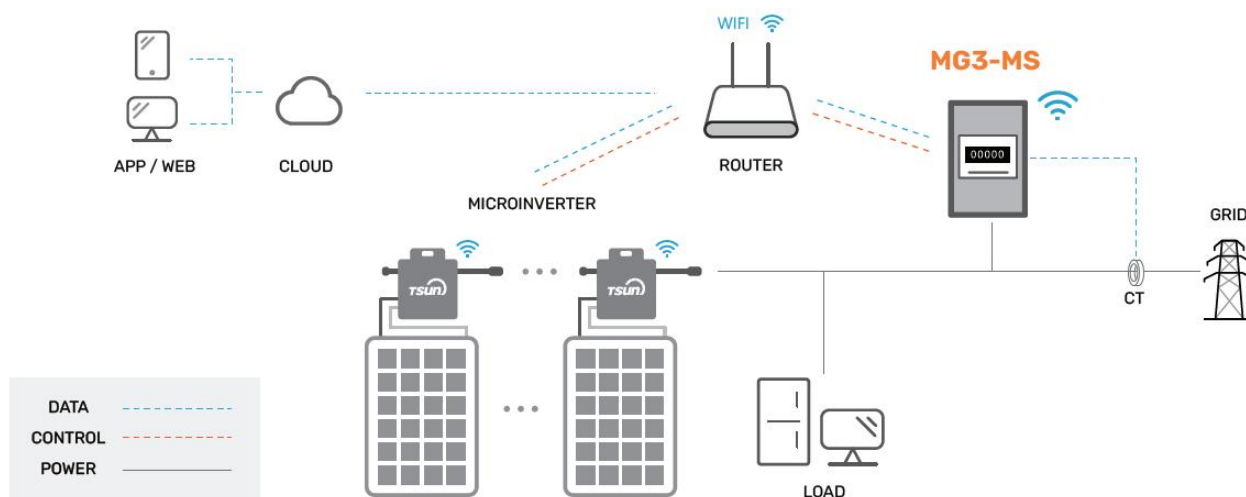 WIFI
MG3-MS
APP / WEB
CLOUD
ROUTER
00000
MICROINVERTER
GRID
TSUN
TSUN
CT
DATA
CONTROL
POWER
LOAD